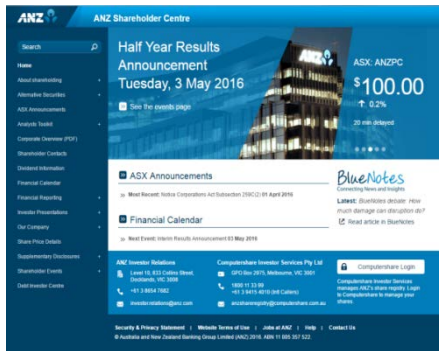 ANZ
ANZ Shareholder Centre
Search
Home
About shareholding
Alternative Securities
ASX Announcements
Analysts Toolkit
Corporate Overview (PDF)
Shareholder Contacts
Dividend Information
Financial Calendar
Financial Reporting
Investor Presentations
Our Company
Share Price Details
Supplementary Disclosures
Shareholder Events
Debt Investor Centre
Half Year Results
Announcement
Tuesday, 3 May 2016
See the events page
ANZ
ASX: ANZPC
$100.00
↑ 0.2%
20 min delayed
ASX Announcements
Most Recent: Notice Corporations Act Subsection 259C(2) 01 April 2016
Financial Calendar
Next Event: Interim Results Announcement 03 May 2016
BlueNotes
Connecting News and Insights
Latest: BlueNotes debate: How
much damage can disruption do?
Read article in BlueNotes
ANZ Investor Relations
Level 10, 833 Collins Street,
Docklands, VIC 3008
+61 3 8654 7682
investor.relations@anz.com
Computershare Investor Services Pty Ltd
GPO Box 2975, Melbourne, VIC 3001
1800 11 33 99
+61 3 9415 4010 (Intl Callers)
anzshareregistry@computershare.com.au
Computershare Login
Computershare Investor Services
manages ANZ's share registry. Login
to Computershare to manage your
shares.
Security & Privacy Statement | Website Terms of Use | Jobs at ANZ | Help | Contact Us
© Australia and New Zealand Banking Group Limited (ANZ) 2016. ABN 11 005 357 522.